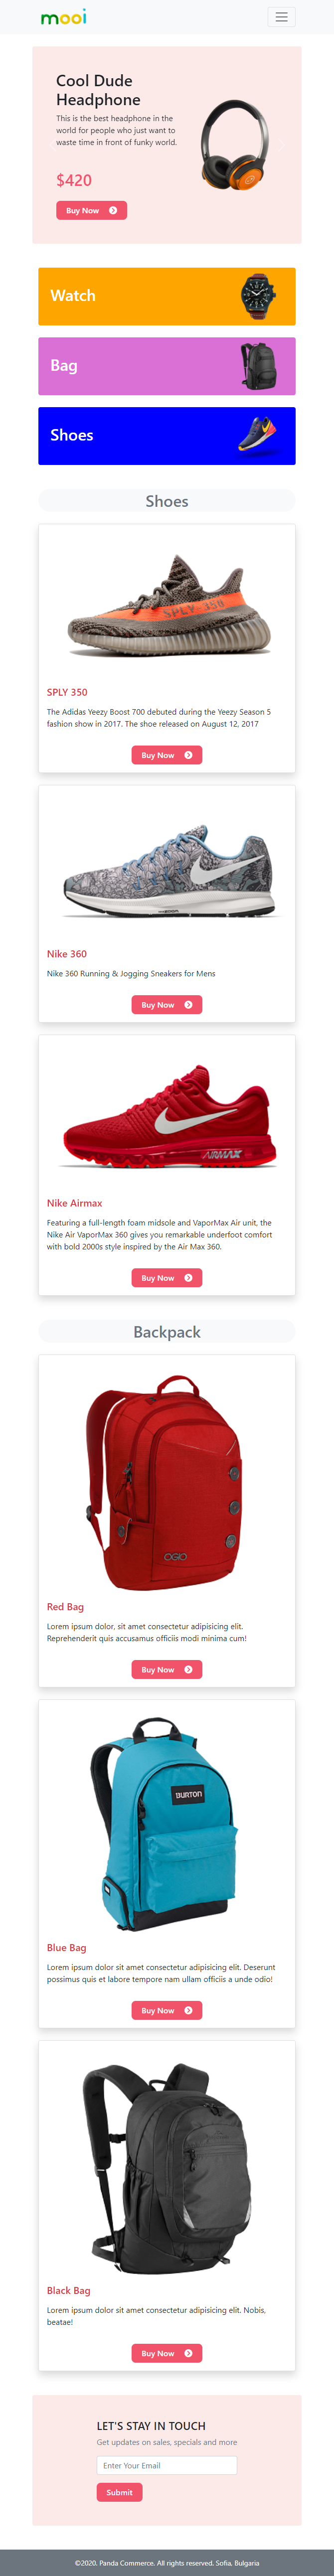 mooi
Cool Dude
Headphone
This is the best headphone in the
world for people who just want to
waste time in front of funky world.
$420
Buy Now
Watch
Bag
Shoes
Shoes
SPLY 350
SPLY 350
The Adidas Yeezy Boost 700 debuted during the Yeezy Season 5
fashion show in 2017. The shoe released on August 12, 2017
Buy Now
Nike 360
Nike 360 Running & Jogging Sneakers for Mens
Buy Now
AIRMAX
Nike Airmax
Featuring a full-length foam midsole and VaporMax Air unit, the
Nike Air VaporMax 360 gives you remarkable underfoot comfort
with bold 2000s style inspired by the Air Max 360.
Buy Now
Backpack
OGIO
Red Bag
Lorem ipsum dolor, sit amet consectetur adipisicing elit.
Reprehenderit quis accusamus officiis modi minima cum!
Buy Now
BURTON
Blue Bag
Lorem ipsum dolor sit amet consectetur adipisicing elit. Deserunt
possimus quis et labore tempore nam ullam officiis a unde odio!
Buy Now
Black Bag
Lorem ipsum dolor sit amet consectetur adipisicing elit. Nobis,
beatae!
Buy Now
LET'S STAY IN TOUCH
Get updates on sales, specials and more
Enter Your Email
Submit
©2020. Panda Commerce. All rights reserved. Sofia, Bulgaria